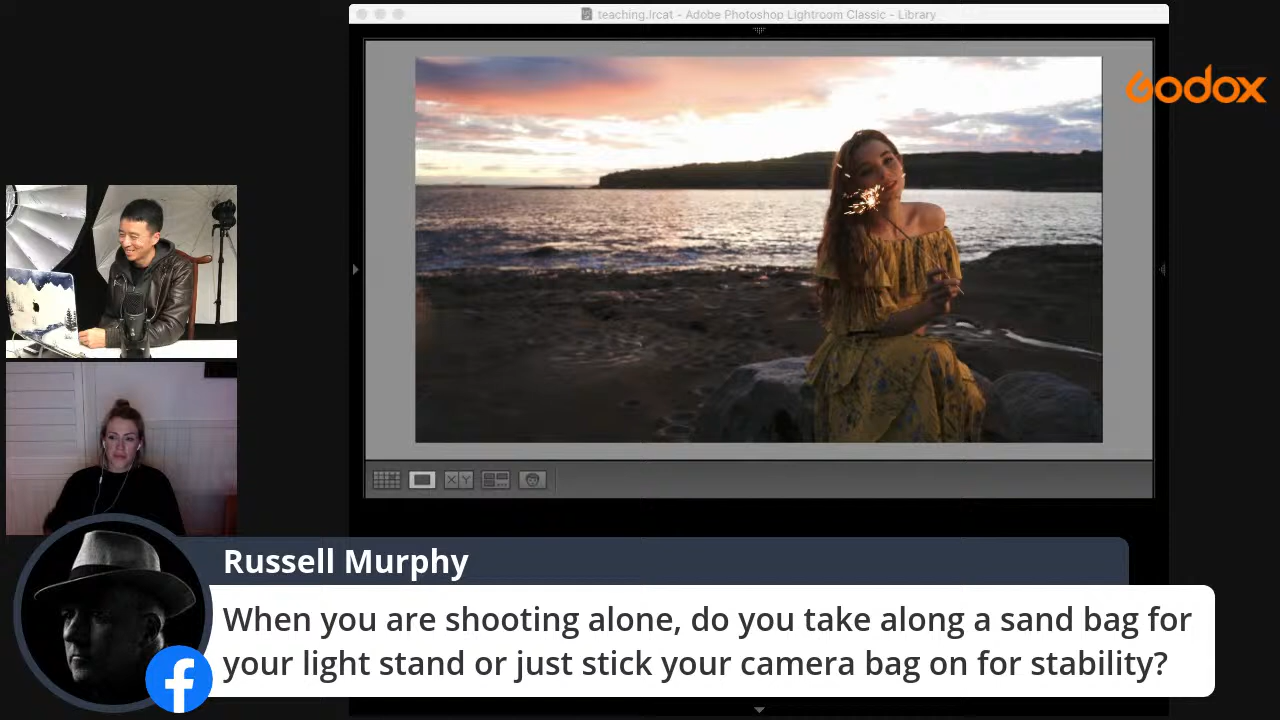 teaching.lrcat - Adobe Photoshop Lightroom Classic - Library
Godox
X Y
Russell Murphy
When you are shooting alone, do you take along a sand bag for
your light stand or just stick your camera bag on for stability?